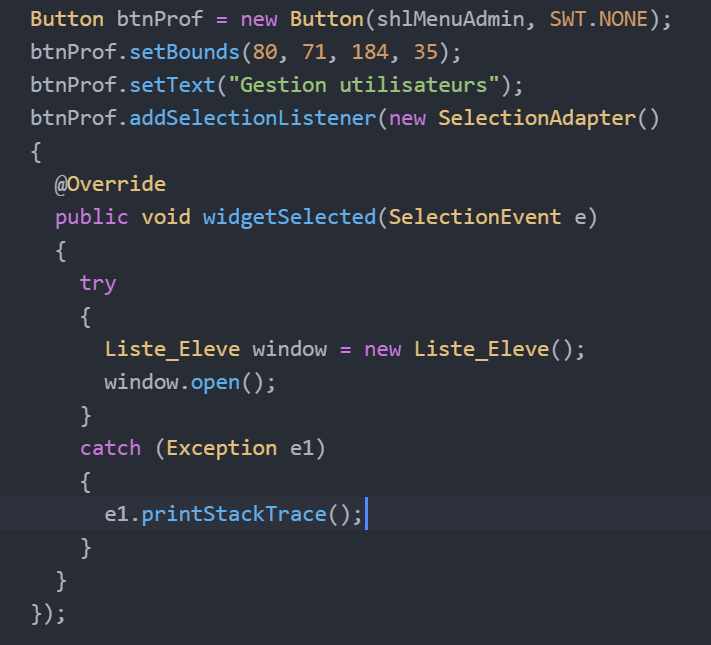 Button btnProf = new Button(shlMenuAdmin, SWT.NONE);
btnProf.setBounds(80, 71, 184, 35);
btnProf.setText("Gestion utilisateurs");
btnProf.addSelectionListener(new SelectionAdapter()
{
  @Override
  public void widgetSelected(SelectionEvent e)
  {
    try
    {
      Liste_Eleve window = new Liste_Eleve();
      window.open();
    }
    catch (Exception e1)
    {
      e1.printStackTrace();
    }
  }
});